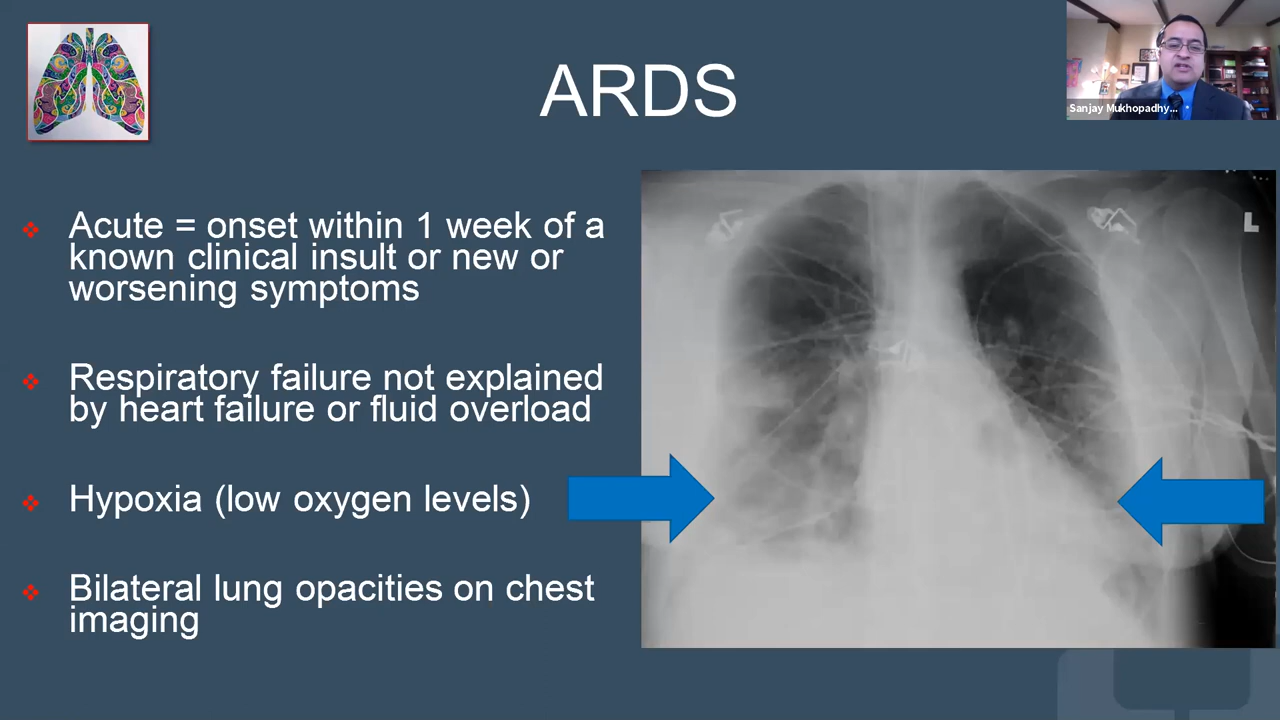 ARDS
Sanjay Mukhopadhy...
Acute = onset within 1 week of a
known clinical insult or new or
worsening symptoms
L
Respiratory failure not explained
by heart failure or fluid overload
Hypoxia (low oxygen levels)
Bilateral lung opacities on chest
imaging